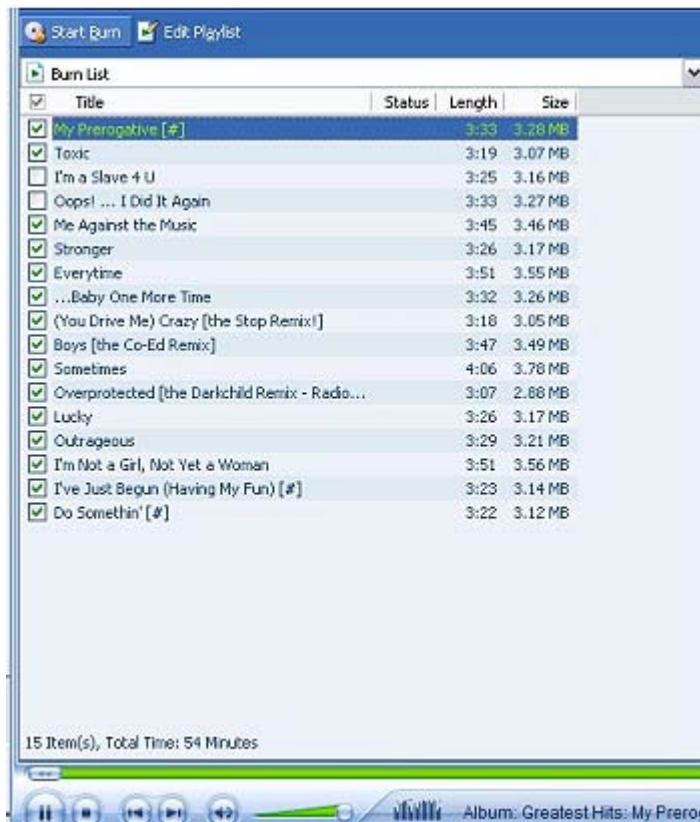 Start Burn Edit Playlist
Burn List
Title Status Length Size
My Prerogative [#] 3:33 3.28 MB
Toxic 3:19 3.07 MB
I'm a Slave 4 U 3:25 3.16 MB
Oops! ... I Did It Again 3:33 3.27 MB
Me Against the Music 3:45 3.46 MB
Stronger 3:26 3.17 MB
Everytime 3:51 3.55 MB
...Baby One More Time 3:32 3.26 MB
(You Drive Me) Crazy [the Stop Remix!] 3:18 3.05 MB
Boys [the Co-Ed Remix] 3:47 3.49 MB
Sometimes 4:06 3.78 MB
Overprotected [the Darkchild Remix - Radio... 3:07 2.88 MB
Lucky 3:26 3.17 MB
Outrageous 3:29 3.21 MB
I'm Not a Girl, Not Yet a Woman 3:51 3.56 MB
I've Just Begun (Having My Fun) [#] 3:23 3.14 MB
Do Somethin' [#] 3:22 3.12 MB
15 Item(s), Total Time: 54 Minutes
Album: Greatest Hits: My Prero